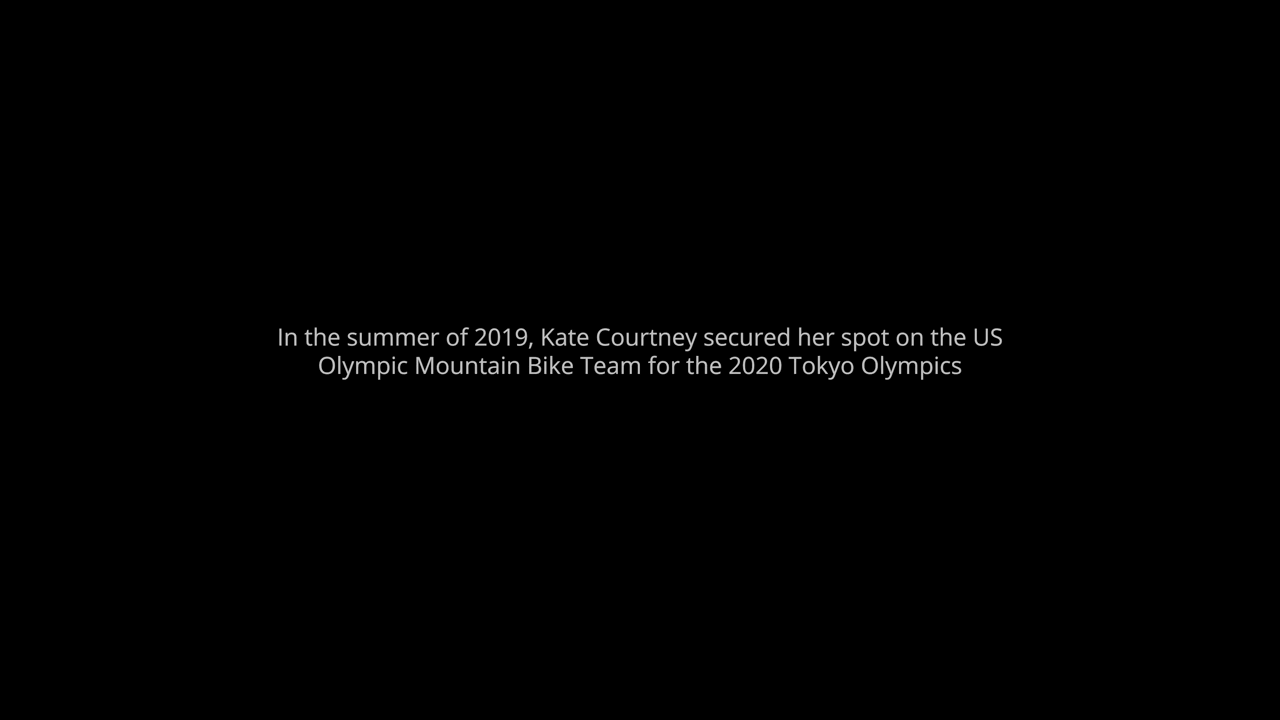 In the summer of 2019, Kate Courtney secured her spot on the US
Olympic Mountain Bike Team for the 2020 Tokyo Olympics